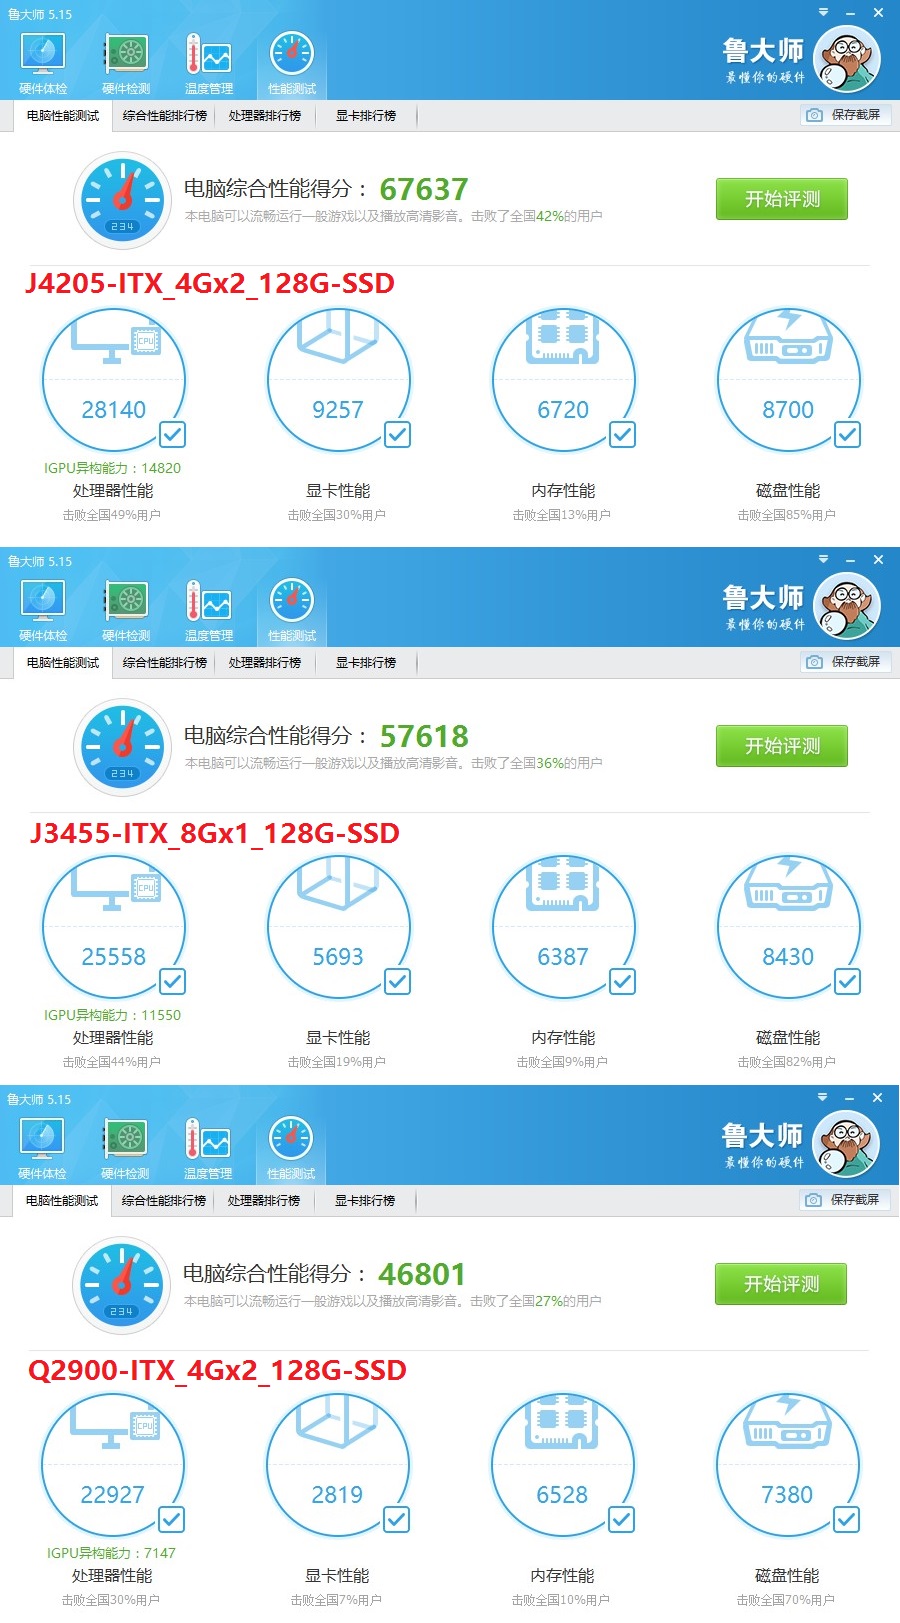 鲁大师 5.15
硬件体检 硬件检测 温度管理 性能测试
鲁大师
最懂你的硬件
电脑性能测试 综合性能排行榜 处理器排行榜 显卡排行榜 保存截屏
电脑综合性能得分： 67637
本电脑可以流畅运行一般游戏以及播放高清影音。击败了全国42%的用户
开始评测
234
J4205-ITX_4Gx2_128G-SSD
CPU
28140 9257 6720 8700
IGPU异构能力：14820
处理器性能 显卡性能 内存性能 磁盘性能
击败全国49%用户 击败全国30%用户 击败全国13%用户 击败全国85%用户
鲁大师 5.15
硬件体检 硬件检测 温度管理 性能测试
鲁大师
最懂你的硬件
电脑性能测试 综合性能排行榜 处理器排行榜 显卡排行榜 保存截屏
电脑综合性能得分： 57618
本电脑可以流畅运行一般游戏以及播放高清影音。击败了全国36%的用户
开始评测
234
J3455-ITX_8Gx1_128G-SSD
CPU
25558 5693 6387 8430
IGPU异构能力：11550
处理器性能 显卡性能 内存性能 磁盘性能
击败全国44%用户 击败全国19%用户 击败全国9%用户 击败全国82%用户
鲁大师 5.15
硬件体检 硬件检测 温度管理 性能测试
鲁大师
最懂你的硬件
电脑性能测试 综合性能排行榜 处理器排行榜 显卡排行榜 保存截屏
电脑综合性能得分： 46801
本电脑可以流畅运行一般游戏以及播放高清影音。击败了全国27%的用户
开始评测
234
Q2900-ITX_4Gx2_128G-SSD
CPU
22927 2819 6528 7380
IGPU异构能力：7147
处理器性能 显卡性能 内存性能 磁盘性能
击败全国30%用户 击败全国7%用户 击败全国10%用户 击败全国70%用户